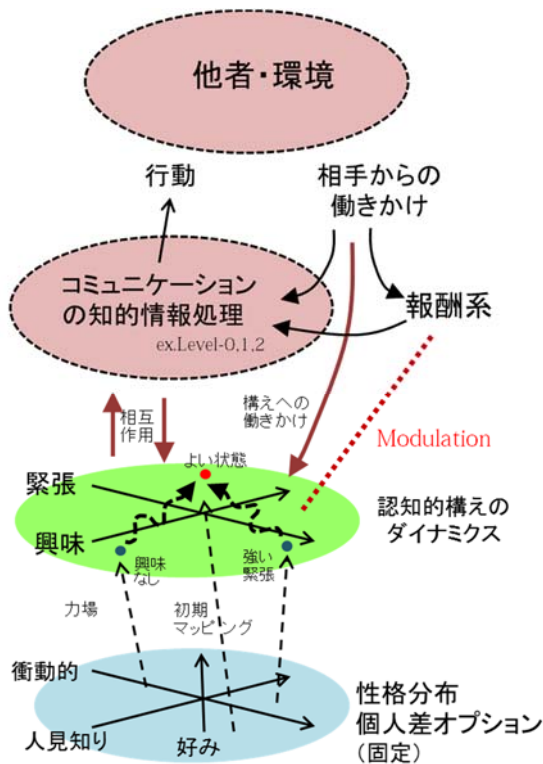 他者・環境
行動
相手からの
働きかけ
コミュニケーション
の知的情報処理
ex.Level-0,1,2
報酬系
相互
作用
構えへの
働きかけ
Modulation
よい状態
緊張
興味
興味
なし
強い
緊張
認知的構えの
ダイナミクス
力場
初期
マッピング
衝動的
人見知り
好み
性格分布
個人差オプション
（固定）